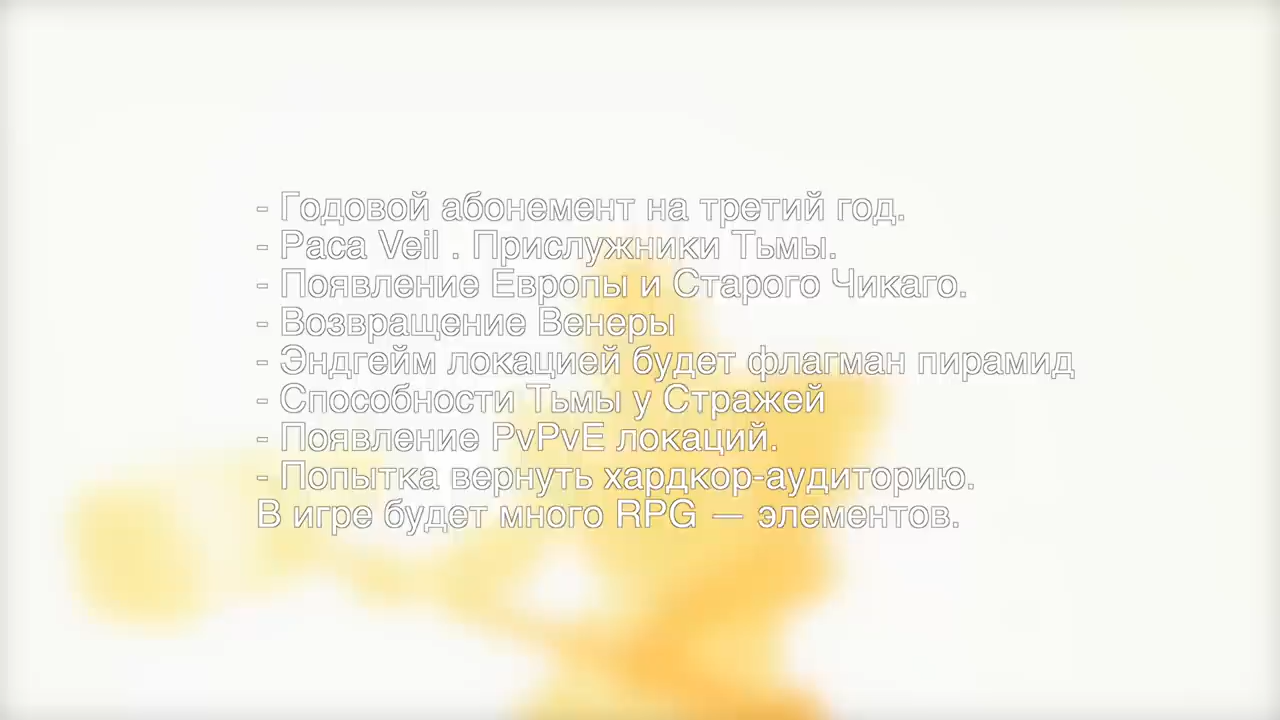 - Годовой абонемент на третий год.
- Раса Veil . Прислужники Тьмы.
- Появление Европы и Старого Чикаго.
- Возвращение Венеры
- Эндгейм локацией будет флагман пирамид
- Способности Тьмы у Стражей
- Появление PvPvE локаций.
- Попытка вернуть хардкор-аудиторию.
В игре будет много RPG — элементов.